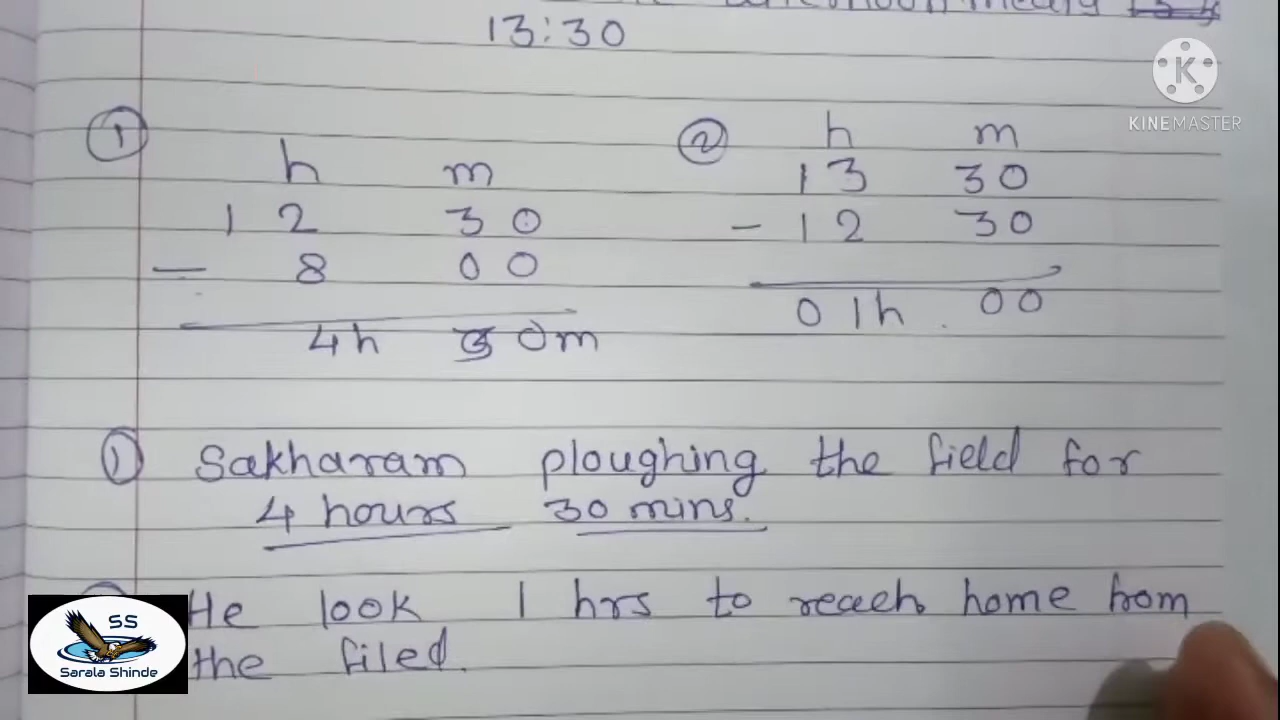 13:30
KINEMASTER
1
h m
12 30
- 8 00
4h 30m
2
h m
13 30
- 12 30
01h . 00
1 Sakharam ploughing the field for
4 hours 30 mins.
He look 1 hrs to reach home from
the filed.
SS
Sarala Shinde